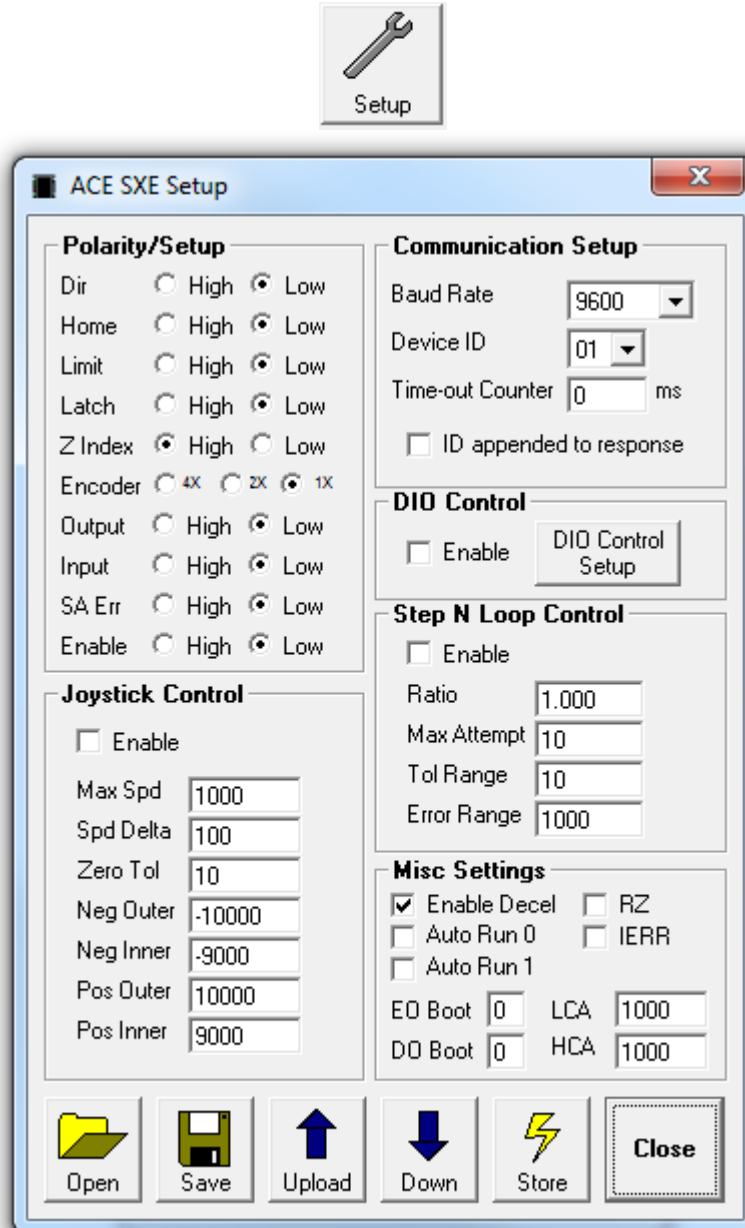 Setup
ACE SXE Setup
Polarity/Setup
Dir High Low
Home High Low
Limit High Low
Latch High Low
Z Index High Low
Encoder 4X 2X 1X
Output High Low
Input High Low
SA Err High Low
Enable High Low
Joystick Control
Enable
Max Spd 1000
Spd Delta 100
Zero Tol 10
Neg Outer -10000
Neg Inner -9000
Pos Outer 10000
Pos Inner 9000
Communication Setup
Baud Rate 9600
Device ID 01
Time-out Counter 0 ms
ID appended to response
DIO Control
Enable
DIO Control
Setup
Step N Loop Control
Enable
Ratio 1.000
Max Attempt 10
Tol Range 10
Error Range 1000
Misc Settings
Enable Decel RZ
Auto Run 0 IERR
Auto Run 1
EO Boot 0 LCA 1000
DO Boot 0 HCA 1000
Open Save Upload Down Store Close